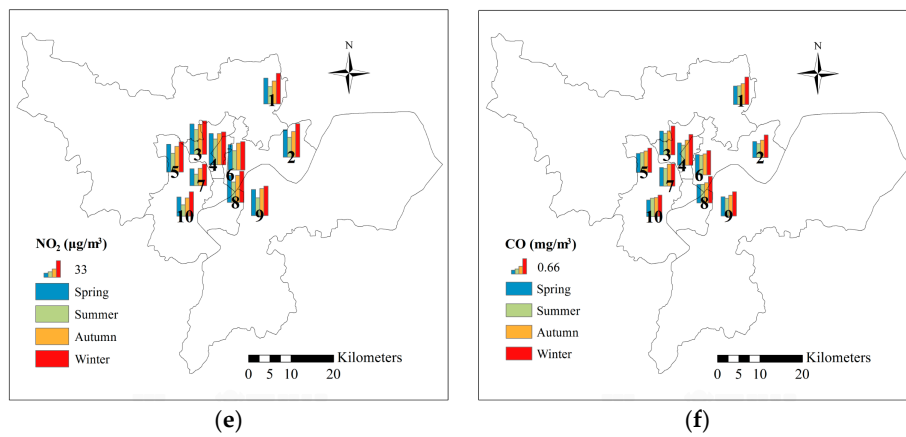 N
1
2
3
4
5
6
7
8
9
10
NO₂ (µg/m³)
33
Spring
Summer
Autumn
Winter
Kilometers
0 5 10 20
(e)
N
1
2
3
4
5
6
7
8
9
10
CO (mg/m³)
0.66
Spring
Summer
Autumn
Winter
Kilometers
0 5 10 20
(f)